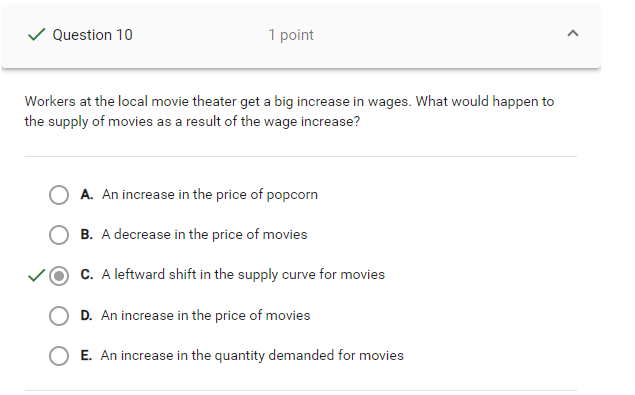 Question 10 1 point
Workers at the local movie theater get a big increase in wages. What would happen to
the supply of movies as a result of the wage increase?
A. An increase in the price of popcorn
B. A decrease in the price of movies
C. A leftward shift in the supply curve for movies
D. An increase in the price of movies
E. An increase in the quantity demanded for movies